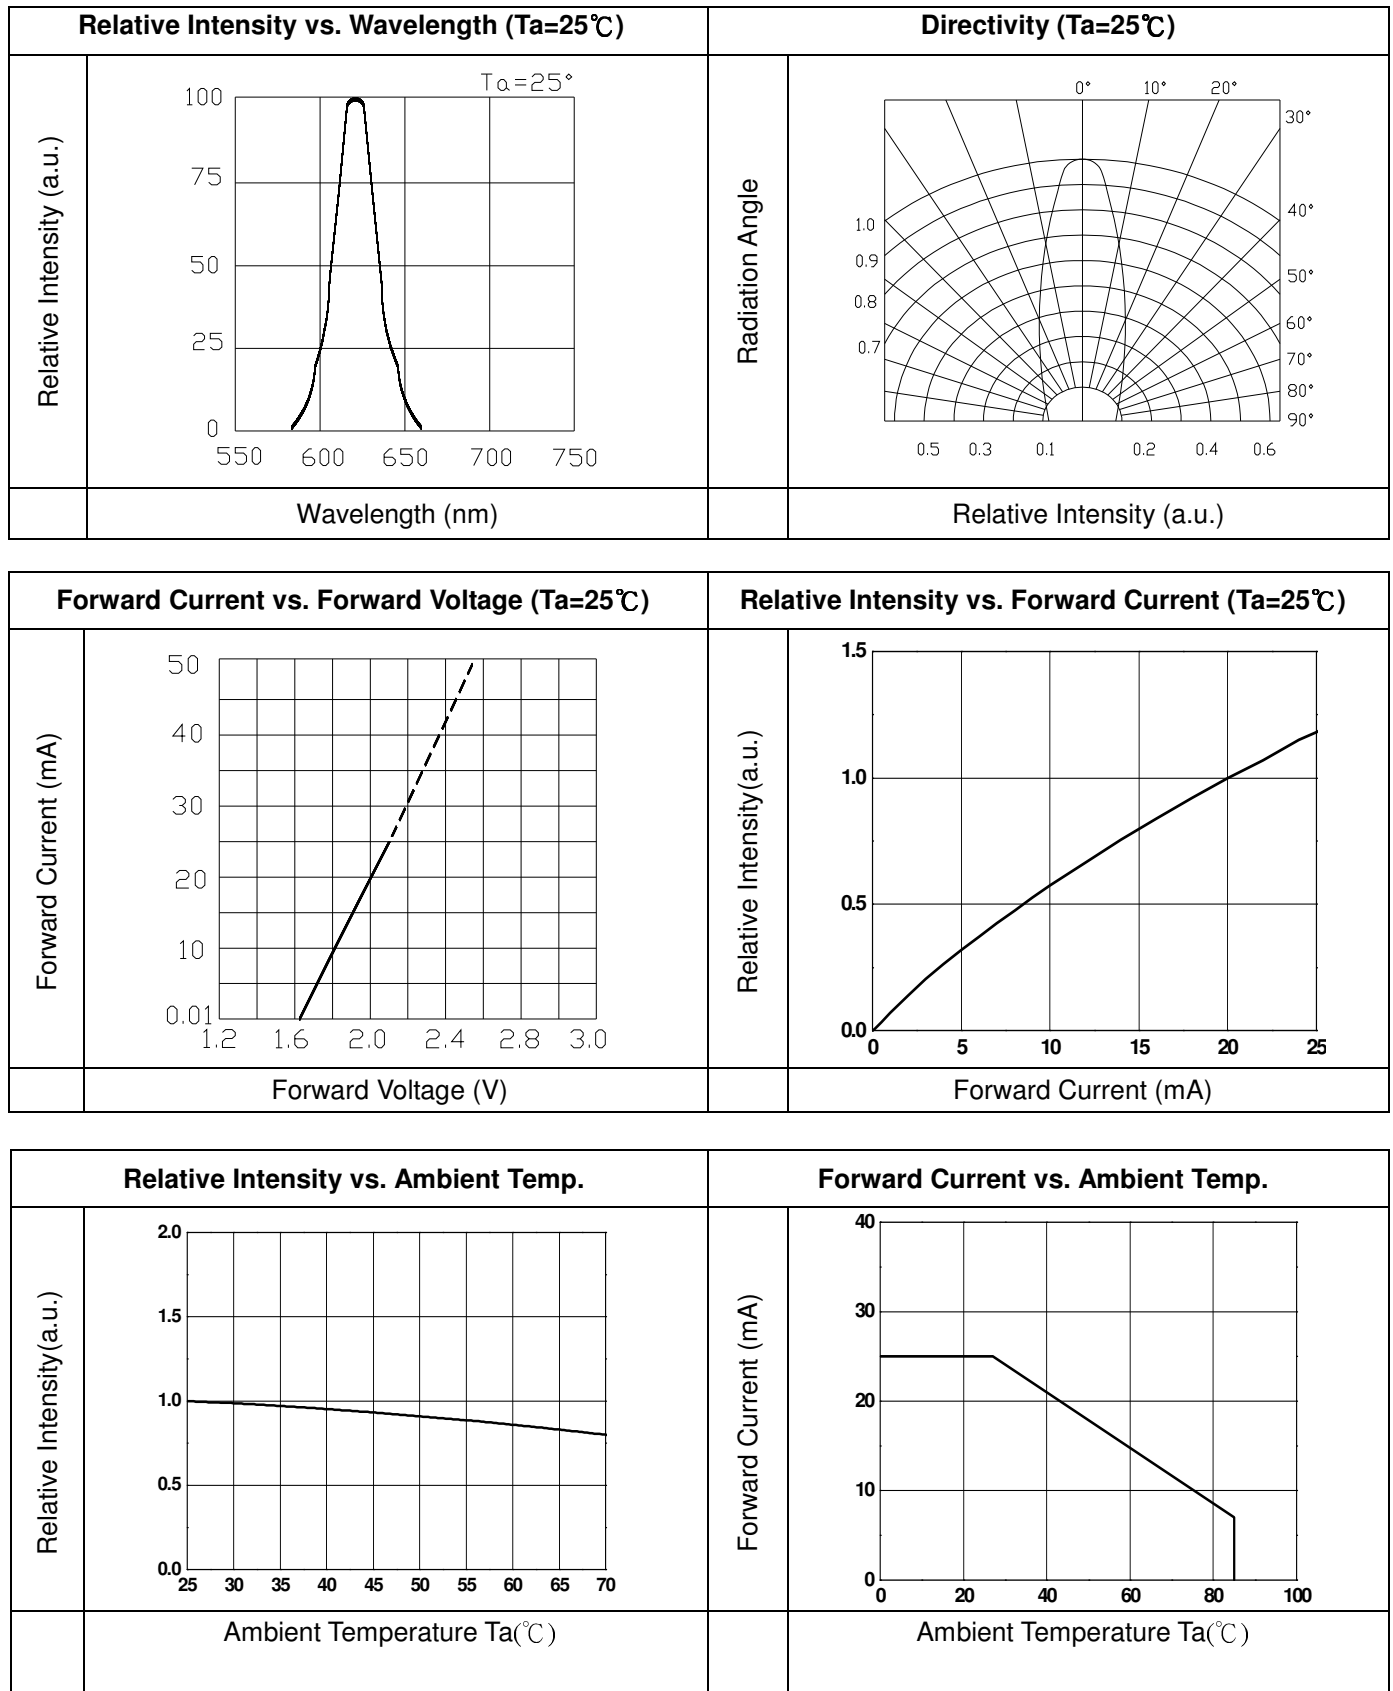 Relative Intensity vs. Wavelength (Ta=25℃)
Directivity (Ta=25℃)
Relative Intensity (a.u.)
Ta=25°
100
75
50
25
0
550 600 650 700 750
Wavelength (nm)
Radiation Angle
0° 10° 20°
30°
40°
50°
60°
70°
80°
90°
1.0
0.9
0.8
0.7
0.5 0.3 0.1 0.2 0.4 0.6
Relative Intensity (a.u.)
Forward Current vs. Forward Voltage (Ta=25℃)
Relative Intensity vs. Forward Current (Ta=25℃)
Forward Current (mA)
50
40
30
20
10
0.01
1.2 1.6 2.0 2.4 2.8 3.0
Forward Voltage (V)
Relative Intensity(a.u.)
1.5
1.0
0.5
0.0
0 5 10 15 20 25
Forward Current (mA)
Relative Intensity vs. Ambient Temp.
Forward Current vs. Ambient Temp.
Relative Intensity(a.u.)
2.0
1.5
1.0
0.5
0.0
25 30 35 40 45 50 55 60 65 70
Ambient Temperature Ta(℃)
Forward Current (mA)
40
30
20
10
0
0 20 40 60 80 100
Ambient Temperature Ta(℃)